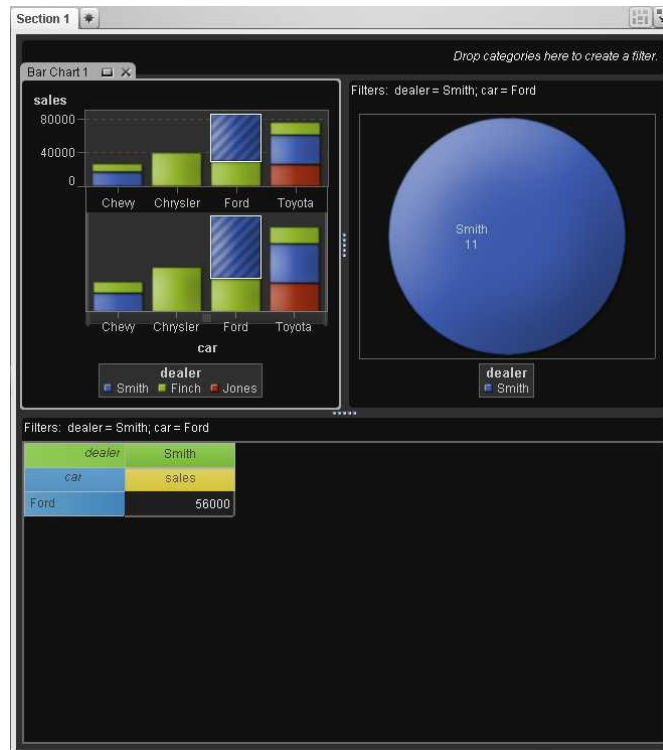 Section 1
Drop categories here to create a filter.
Bar Chart 1
sales
80000
40000
0
Chevy Chrysler Ford Toyota
Chevy Chrysler Ford Toyota
car
dealer
Smith Finch Jones
Filters: dealer = Smith; car = Ford
Smith
11
dealer
Smith
Filters: dealer = Smith; car = Ford
dealer Smith
car sales
Ford 56000